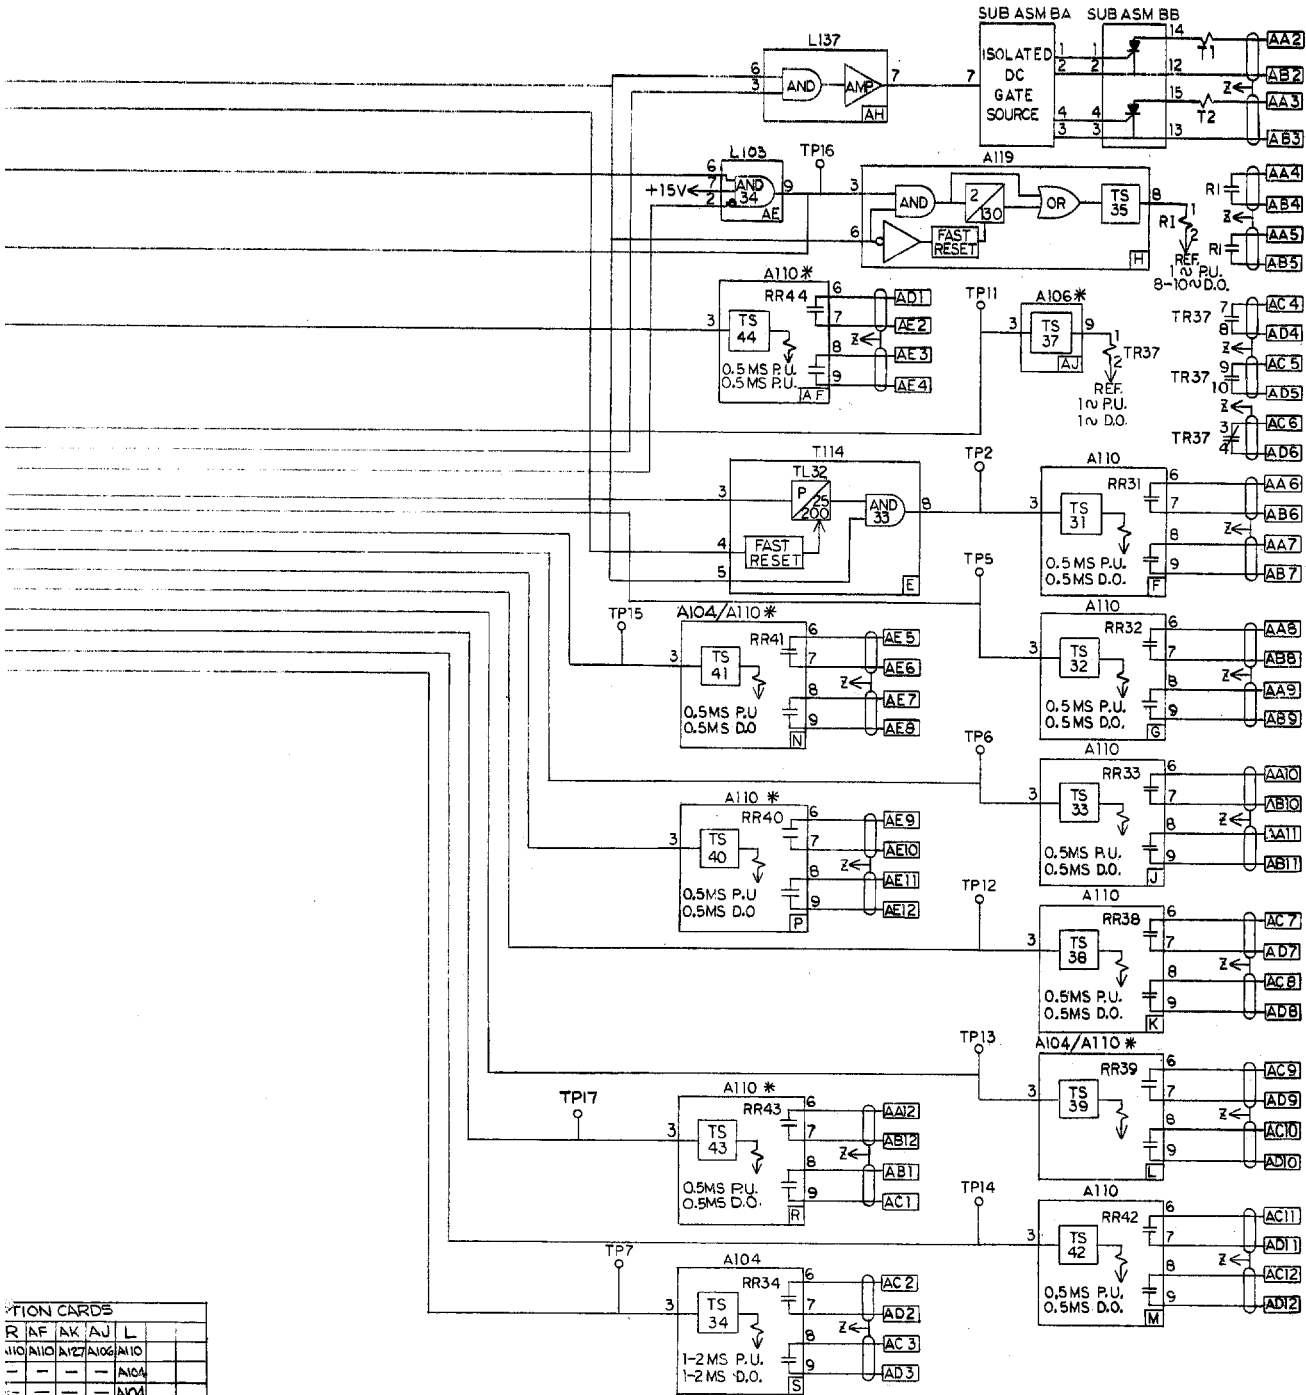 SUB ASM BA SUB ASM BB
L137
6
3
AND
AMP
AH
7
7
ISOLATED
DC
GATE
SOURCE
1
2
4
3
1
2
4
3
14
T1
12
15
T2
13
Z
AA2
AB2
AA3
AB3
L103
6
+15V 7
2
AND
34
AE
9
TP16
A119
3
6
AND
2/130
OR
TS
35
FAST
RESET
H
8
RI
1
2
REF.
1~ P.U.
8-10~D.O.
RI
Z
RI
AA4
AB4
AA5
AB5
A110*
3
TS
44
RR44
6
7
8
9
0.5MS P.U.
0.5MS P.U.
AF
Z
AD1
AE2
AE3
AE4
TP11
A106*
3
TS
37
AJ
9
1
2
TR37
REF.
1~ P.U.
1~ D.O.
TR37
7
8
Z
TR37
9
10
Z
TR37
3
4
AC4
AD4
AC5
AD5
AC6
AD6
T114
TL32
3
P
25
200
AND
33
8
4
FAST
RESET
5
E
TP2
A110
3
TS
31
RR31
6
7
8
9
0.5MS P.U.
0.5MS D.O.
F
Z
AA6
AB6
AA7
AB7
TP5
A110
3
TS
32
RR32
6
7
8
9
0.5MS P.U.
0.5MS D.O.
G
Z
AA8
AB8
AA9
AB9
TP15
A104/A110*
3
TS
41
RR41
6
7
8
9
0.5MS P.U
0.5MS D.O
N
Z
AE5
AE6
AE7
AE8
TP6
A110
3
TS
33
RR33
6
7
8
9
0.5MS P.U.
0.5MS D.O.
J
Z
AA10
AB10
AA11
AB11
A110 *
3
TS
40
RR40
6
7
8
9
0.5MS P.U
0.5MS D.O
P
Z
AE9
AE10
AE11
AE12
TP12
A110
3
TS
38
RR38
6
7
8
9
0.5MS P.U.
0.5MS D.O.
K
Z
AC7
AD7
AC8
AD8
TP13
A104/A110*
3
TS
39
RR39
6
7
8
9
L
Z
AC9
AD9
AC10
AD10
TP17
A110 *
3
TS
43
RR43
6
7
8
9
0.5MS P.U.
0.5MS D.O.
R
Z
AA12
AB12
AB1
AC1
TP14
A110
3
TS
42
RR42
6
7
8
9
0.5MS P.U.
0.5MS D.O.
M
Z
AC11
AD11
AC12
AD12
TP7
A104
3
TS
34
RR34
6
7
8
9
1-2MS P.U.
1-2MS D.O.
S
Z
AC2
AD2
AC3
AD3
TION CARDS
R AF AK AJ L
A110 A110 A127 A106 A110
- - - - A104
- - - - A104